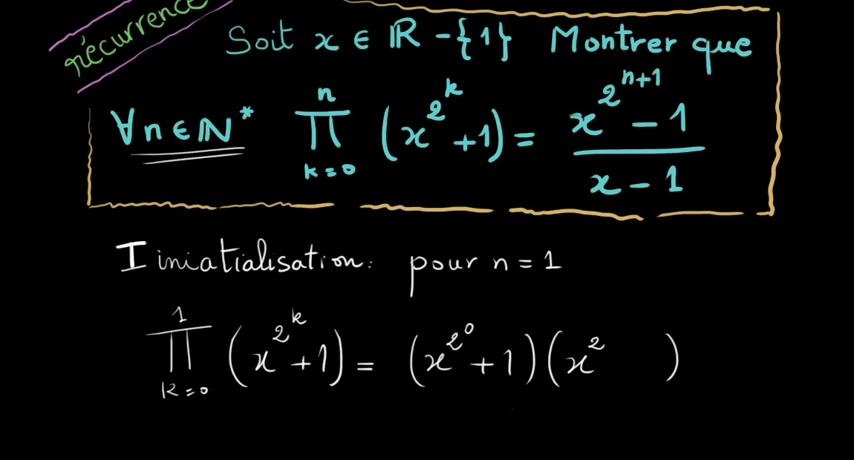 récurrence
Soit x ∈ ℝ - {1} Montrer que
∀n∈ℕ* ∏_{k=0}^{n} (x^{2^k} +1) = \frac{x^{2^{n+1}} - 1}{x - 1}
Iniatialisation: pour n = 1
∏_{k=0}^{1} (x^{2^k} +1) = (x^{2^0} + 1)(x^2 )